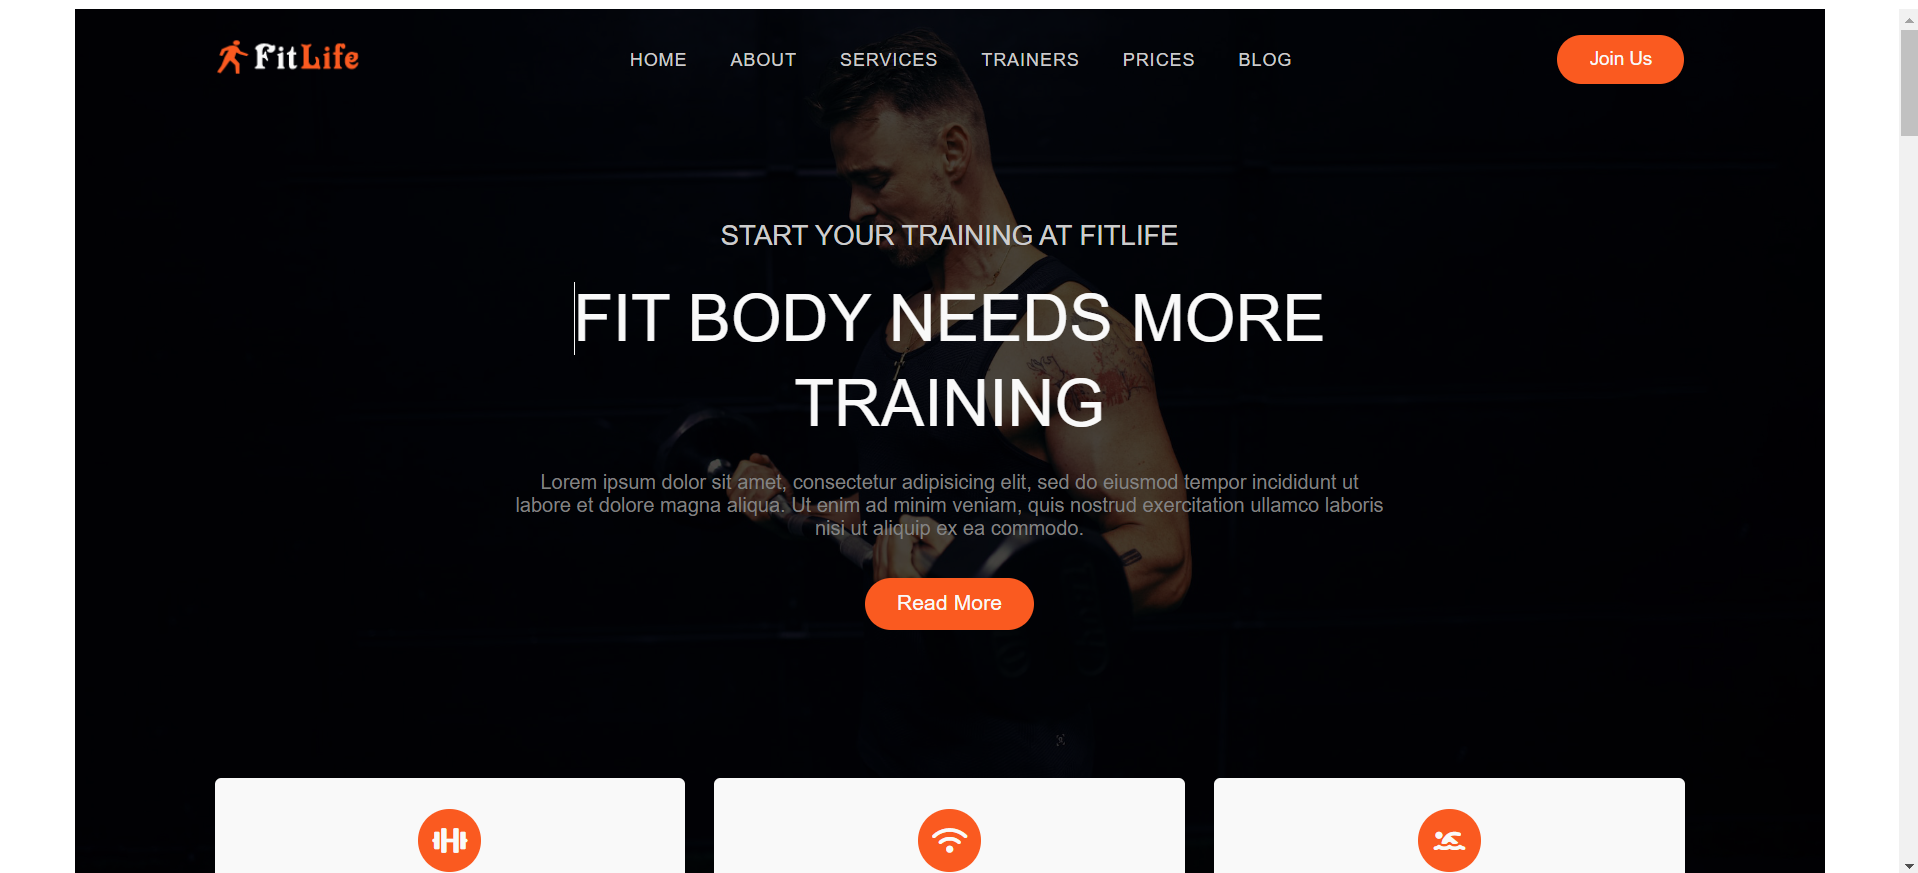 FitLife
HOME ABOUT SERVICES TRAINERS PRICES BLOG
Join Us
START YOUR TRAINING AT FITLIFE
FIT BODY NEEDS MORE
TRAINING
Lorem ipsum dolor sit amet, consectetur adipisicing elit, sed do eiusmod tempor incididunt ut
labore et dolore magna aliqua. Ut enim ad minim veniam, quis nostrud exercitation ullamco laboris
nisi ut aliquip ex ea commodo.
Read More